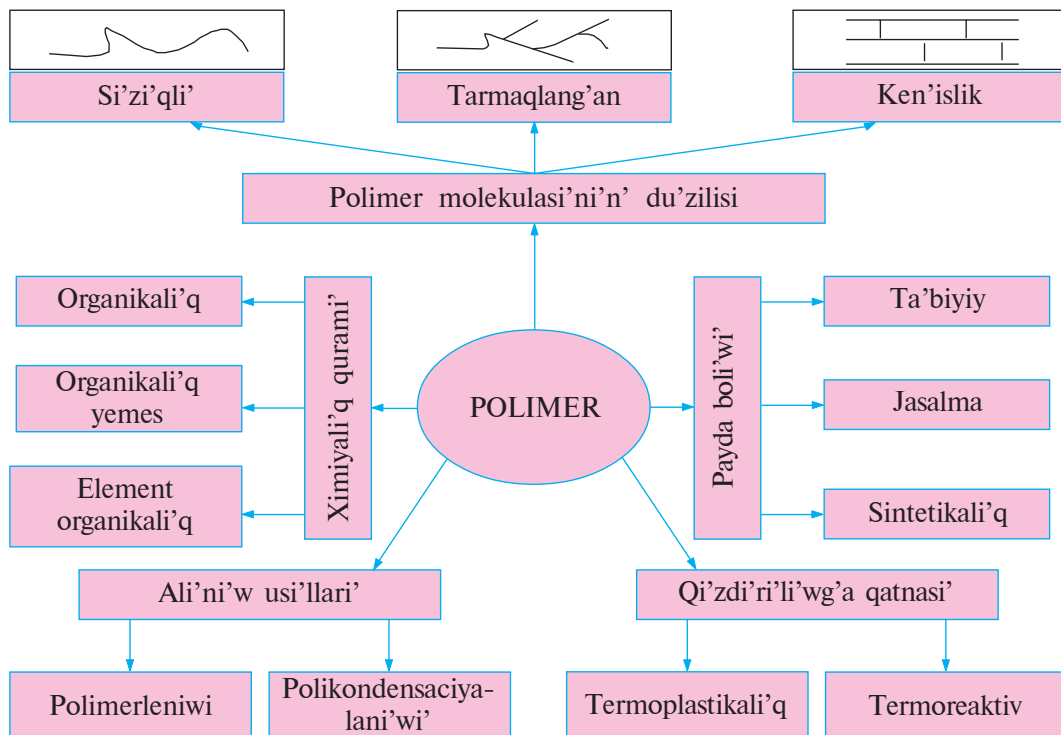 Si’zi’qli’
Tarmaqlang’an
Ken’islik
Polimer molekulasi’ni’n’ du’zilisi
Organikali’q
Organikali’q
yemes
Element
organikali’q
Ximiyali’q qurami’
POLIMER
Payda boli’wi’
Ta’biyiy
Jasalma
Sintetikali’q
Ali’ni’w usi’llari’
Qi’zdi’ri’li’wg’a qatnasi’
Polimerleniwi
Polikondensaciya-
lani’wi’
Termoplastikali’q
Termoreaktiv